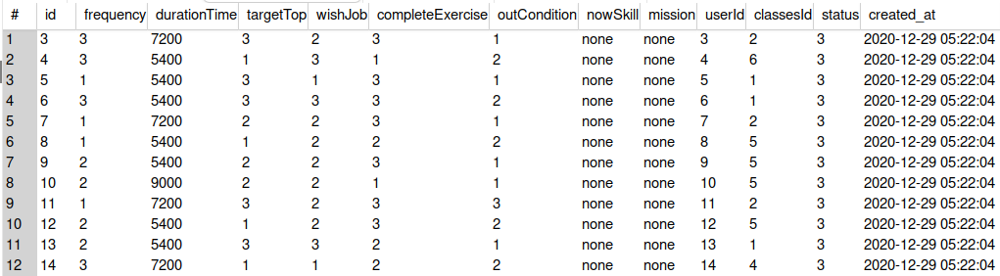 # id frequency durationTime targetTop wishJob completeExercise outCondition nowSkill mission userId classesId status created_at
1 3 3 7200 3 2 3 1 none none 3 2 3 2020-12-29 05:22:04
2 4 3 5400 1 3 1 2 none none 4 6 3 2020-12-29 05:22:04
3 5 1 5400 3 1 3 1 none none 5 1 3 2020-12-29 05:22:04
4 6 3 5400 3 3 3 2 none none 6 1 3 2020-12-29 05:22:04
5 7 1 7200 2 2 3 1 none none 7 2 3 2020-12-29 05:22:04
6 8 1 5400 1 2 2 2 none none 8 5 3 2020-12-29 05:22:04
7 9 2 5400 2 2 3 1 none none 9 5 3 2020-12-29 05:22:04
8 10 2 9000 2 2 1 1 none none 10 5 3 2020-12-29 05:22:04
9 11 1 7200 3 2 3 3 none none 11 2 3 2020-12-29 05:22:04
10 12 2 5400 1 2 3 2 none none 12 5 3 2020-12-29 05:22:04
11 13 2 5400 3 3 2 1 none none 13 1 3 2020-12-29 05:22:04
12 14 3 7200 1 1 2 2 none none 14 4 3 2020-12-29 05:22:04